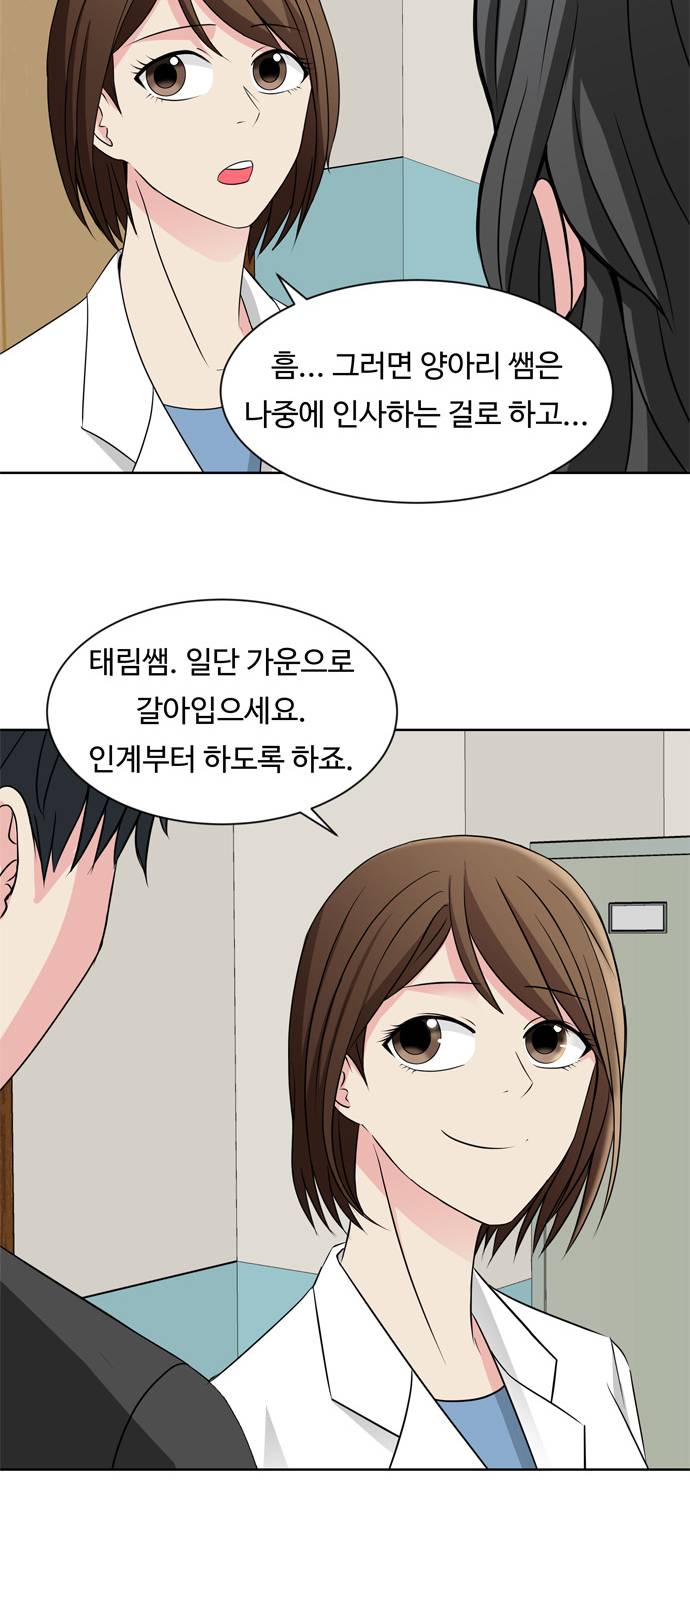 흠... 그러면 양아리 쌤은
나중에 인사하는 걸로 하고...
태림쌤. 일단 가운으로
갈아입으세요.
인계부터 하도록 하죠.